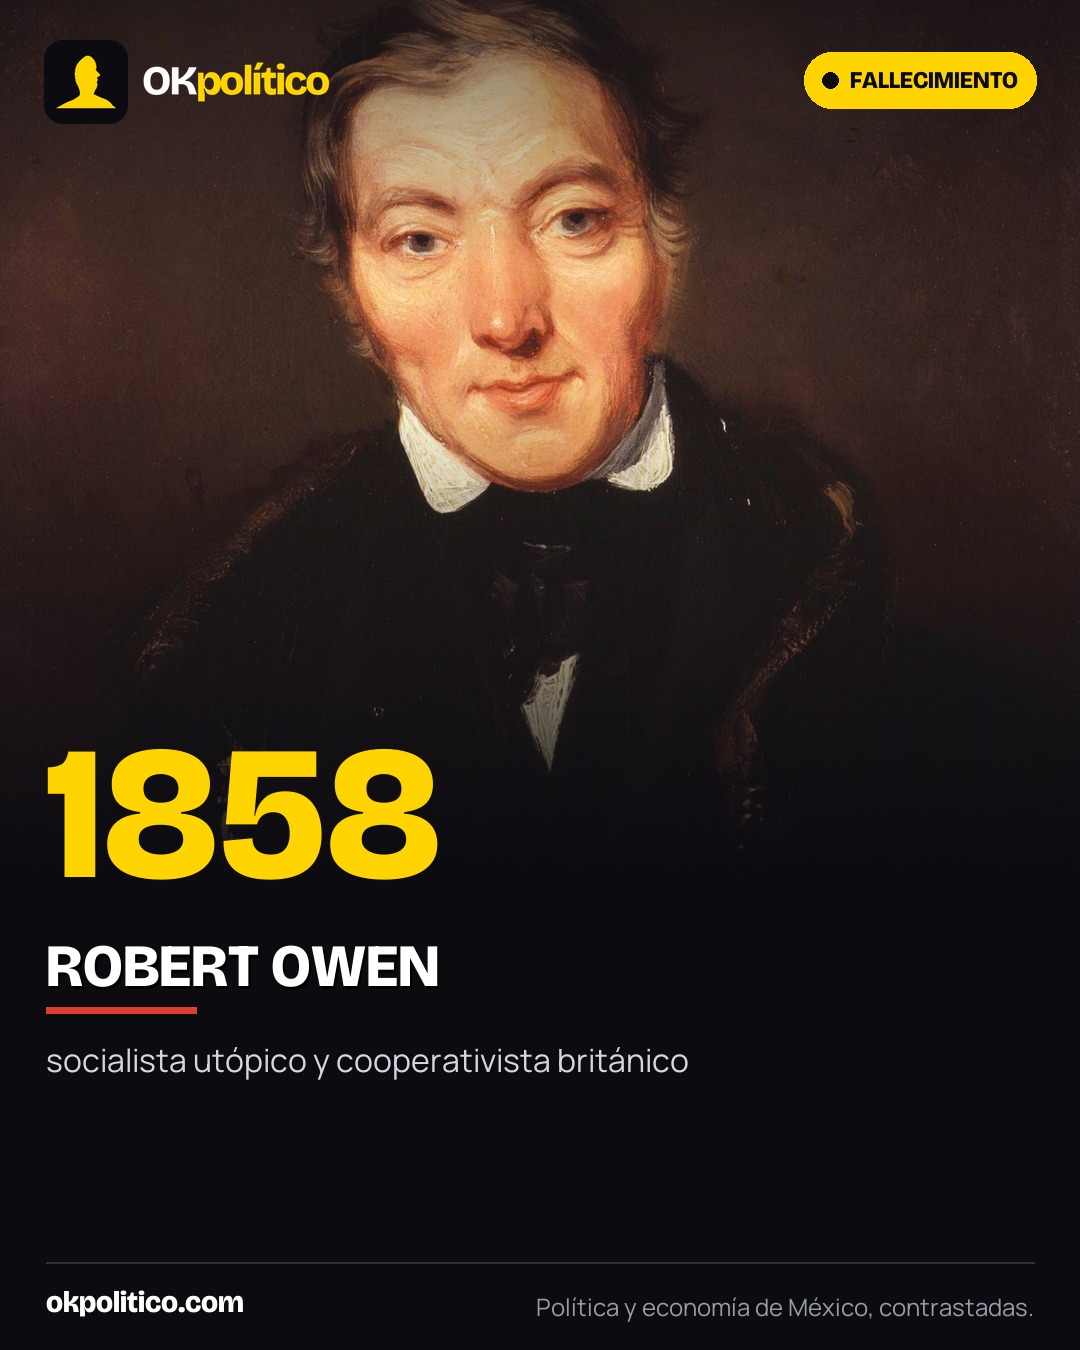 OKpolítico
FALLECIMIENTO
1858
ROBERT OWEN
socialista utópico y cooperativista británico
okpolitico.com
Política y economía de México, contrastadas.